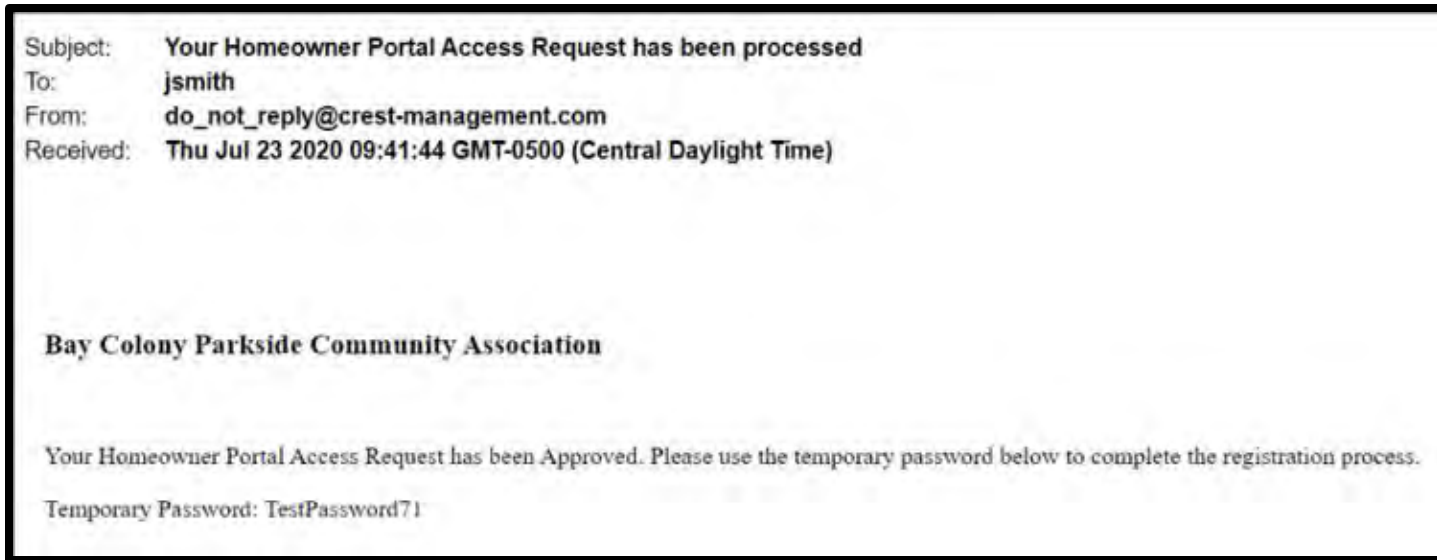 Subject: Your Homeowner Portal Access Request has been processed
To: jsmith
From: do_not_reply@crest-management.com
Received: Thu Jul 23 2020 09:41:44 GMT-0500 (Central Daylight Time)
Bay Colony Parkside Community Association
Your Homeowner Portal Access Request has been Approved. Please use the temporary password below to complete the registration process.
Temporary Password: TestPassword71